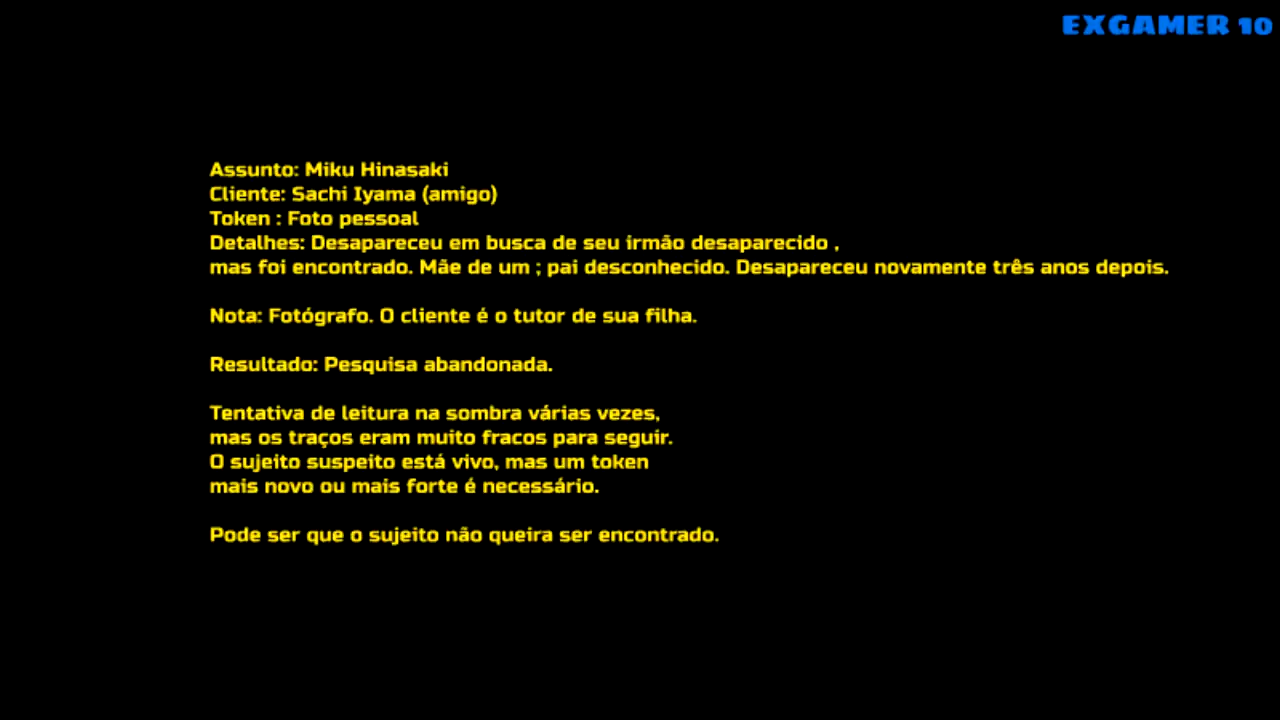 EXGAMER 10
Assunto: Miku Hinasaki
Cliente: Sachi Iyama (amigo)
Token : Foto pessoal
Detalhes: Desapareceu em busca de seu irmão desaparecido ,
mas foi encontrado. Mãe de um ; pai desconhecido. Desapareceu novamente três anos depois.
Nota: Fotógrafo. O cliente é o tutor de sua filha.
Resultado: Pesquisa abandonada.
Tentativa de leitura na sombra várias vezes,
mas os traços eram muito fracos para seguir.
O sujeito suspeito está vivo, mas um token
mais novo ou mais forte é necessário.
Pode ser que o sujeito não queira ser encontrado.